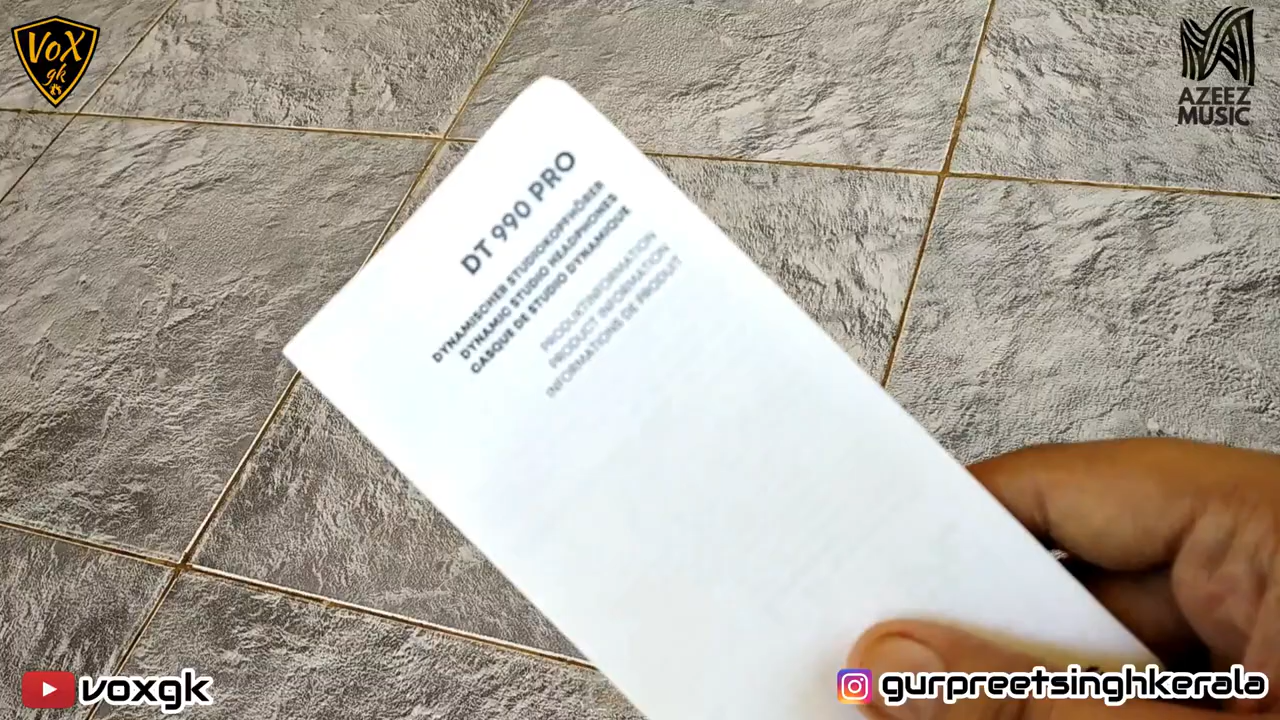 VoX
gk
AZEEZ
MUSIC
DT 990 PRO
DYNAMISCHER STUDIOKOPFHÖRER
DYNAMIC STUDIO HEADPHONES
CASQUE DE STUDIO DYNAMIQUE
PRODUKTINFORMATION
PRODUCT INFORMATION
INFORMATIONS DE PRODUIT
voxgk
gurpreetsinghkerala